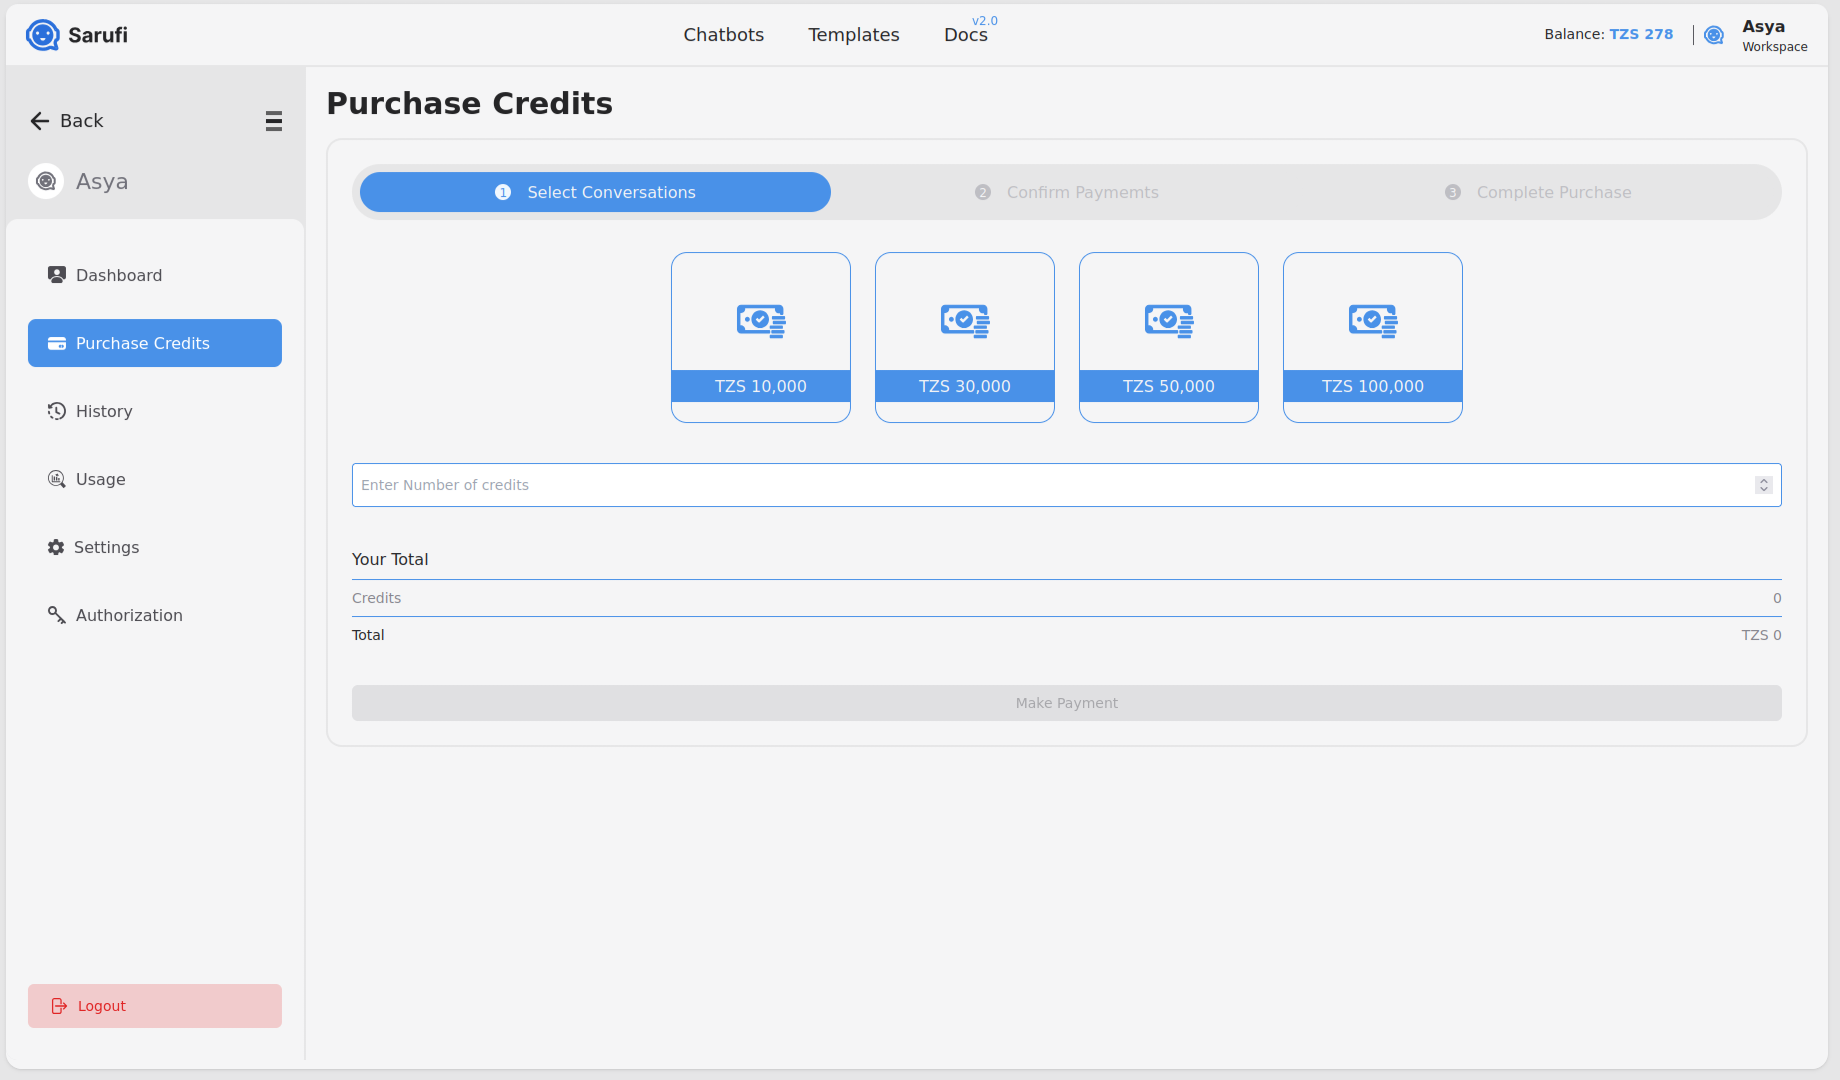 Sarufi
Chatbots
Templates
Docs
v2.0
Balance: TZS 278
Asya
Workspace
Back
Asya
Dashboard
Purchase Credits
History
Usage
Settings
Authorization
Logout
Purchase Credits
1 Select Conversations
2 Confirm Paymemts
3 Complete Purchase
TZS 10,000
TZS 30,000
TZS 50,000
TZS 100,000
Enter Number of credits
Your Total
Credits 0
Total TZS 0
Make Payment